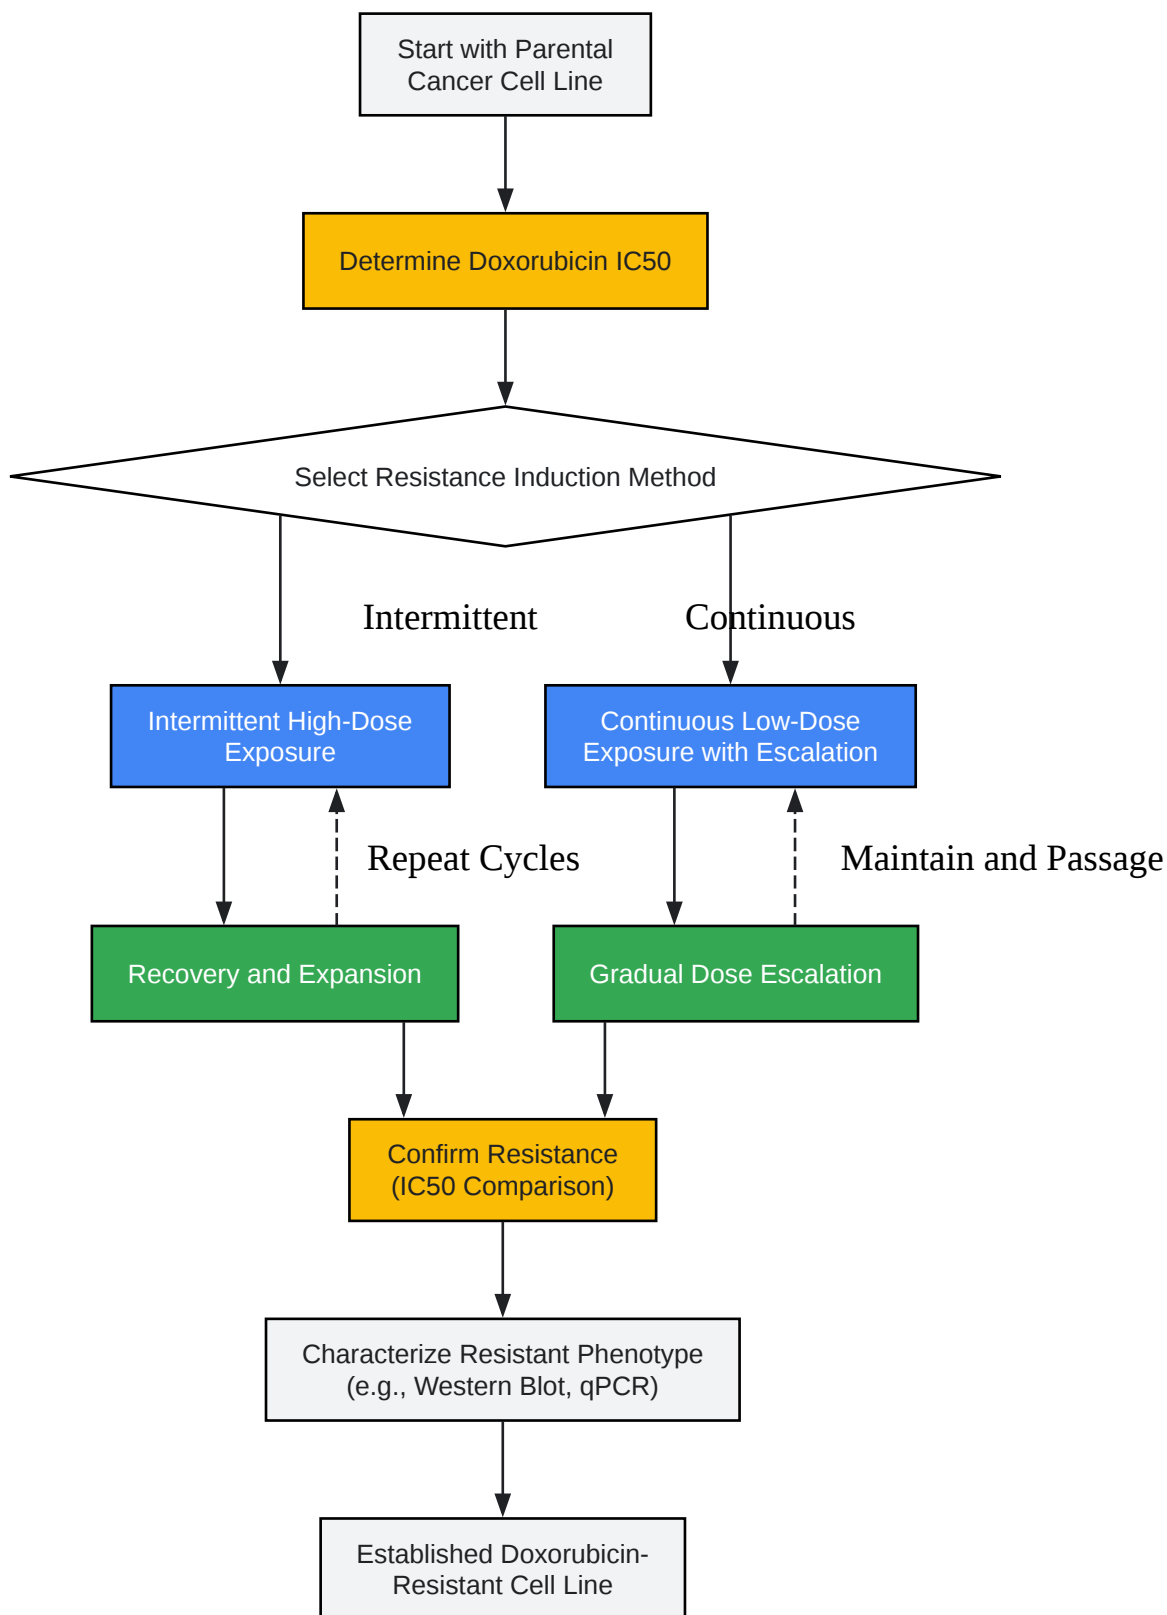 Start with Parental
Cancer Cell Line
Determine Doxorubicin IC50
Select Resistance Induction Method
Intermittent
Continuous
Intermittent High-Dose
Exposure
Continuous Low-Dose
Exposure with Escalation
Repeat Cycles
Maintain and Passage
Recovery and Expansion
Gradual Dose Escalation
Confirm Resistance
(IC50 Comparison)
Characterize Resistant Phenotype
(e.g., Western Blot, qPCR)
Established Doxorubicin-
Resistant Cell Line